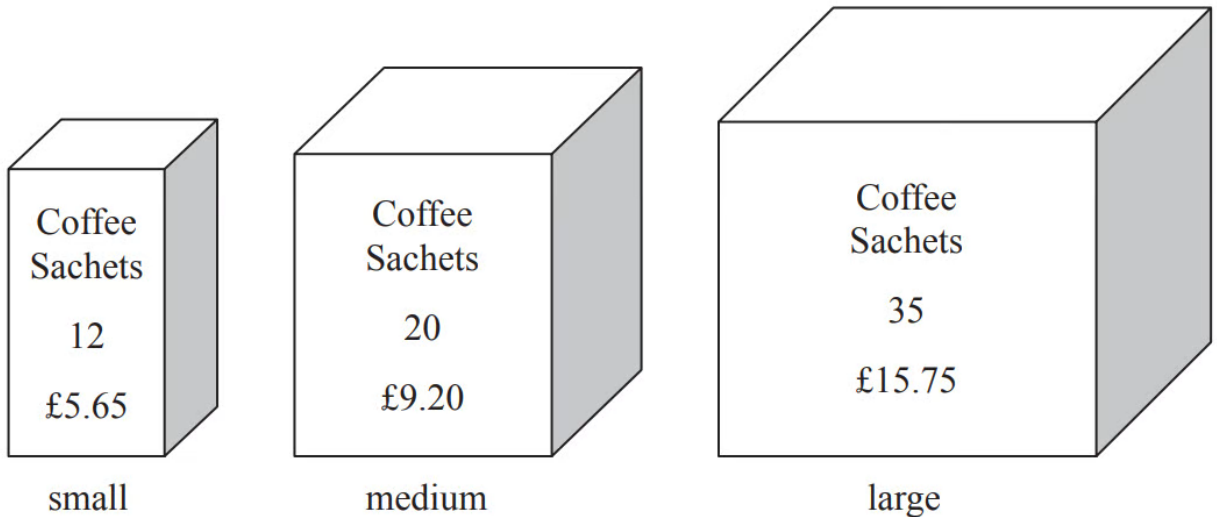 Coffee
Sachets
12
£5.65
small
Coffee
Sachets
20
£9.20
medium
Coffee
Sachets
35
£15.75
large